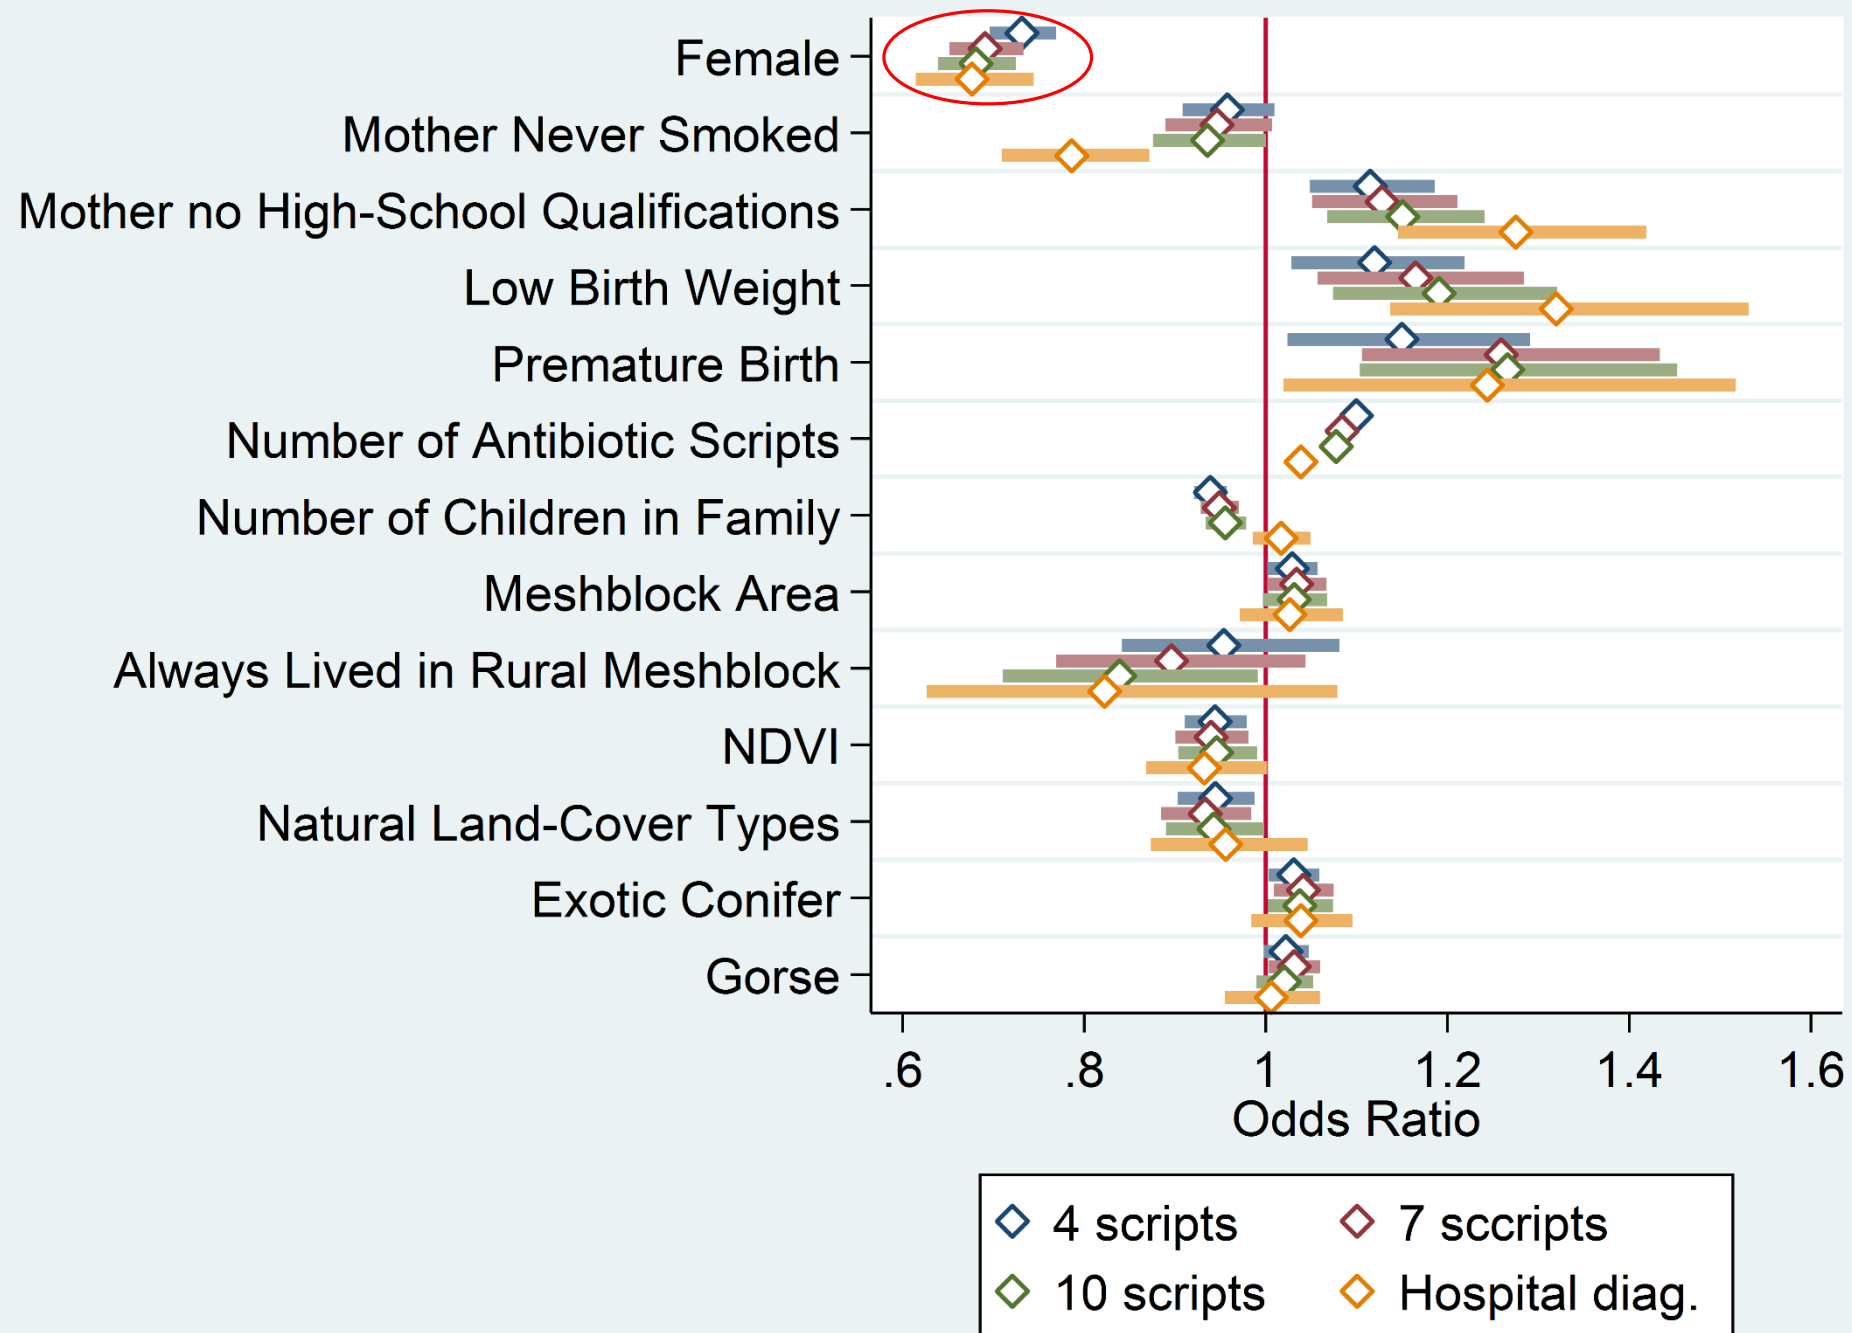 Female
Mother Never Smoked
Mother no High-School Qualifications
Low Birth Weight
Premature Birth
Number of Antibiotic Scripts
Number of Children in Family
Meshblock Area
Always Lived in Rural Meshblock
NDVI
Natural Land-Cover Types
Exotic Conifer
Gorse
.6 .8 1 1.2 1.4 1.6
Odds Ratio
4 scripts 7 sccripts
10 scripts Hospital diag.